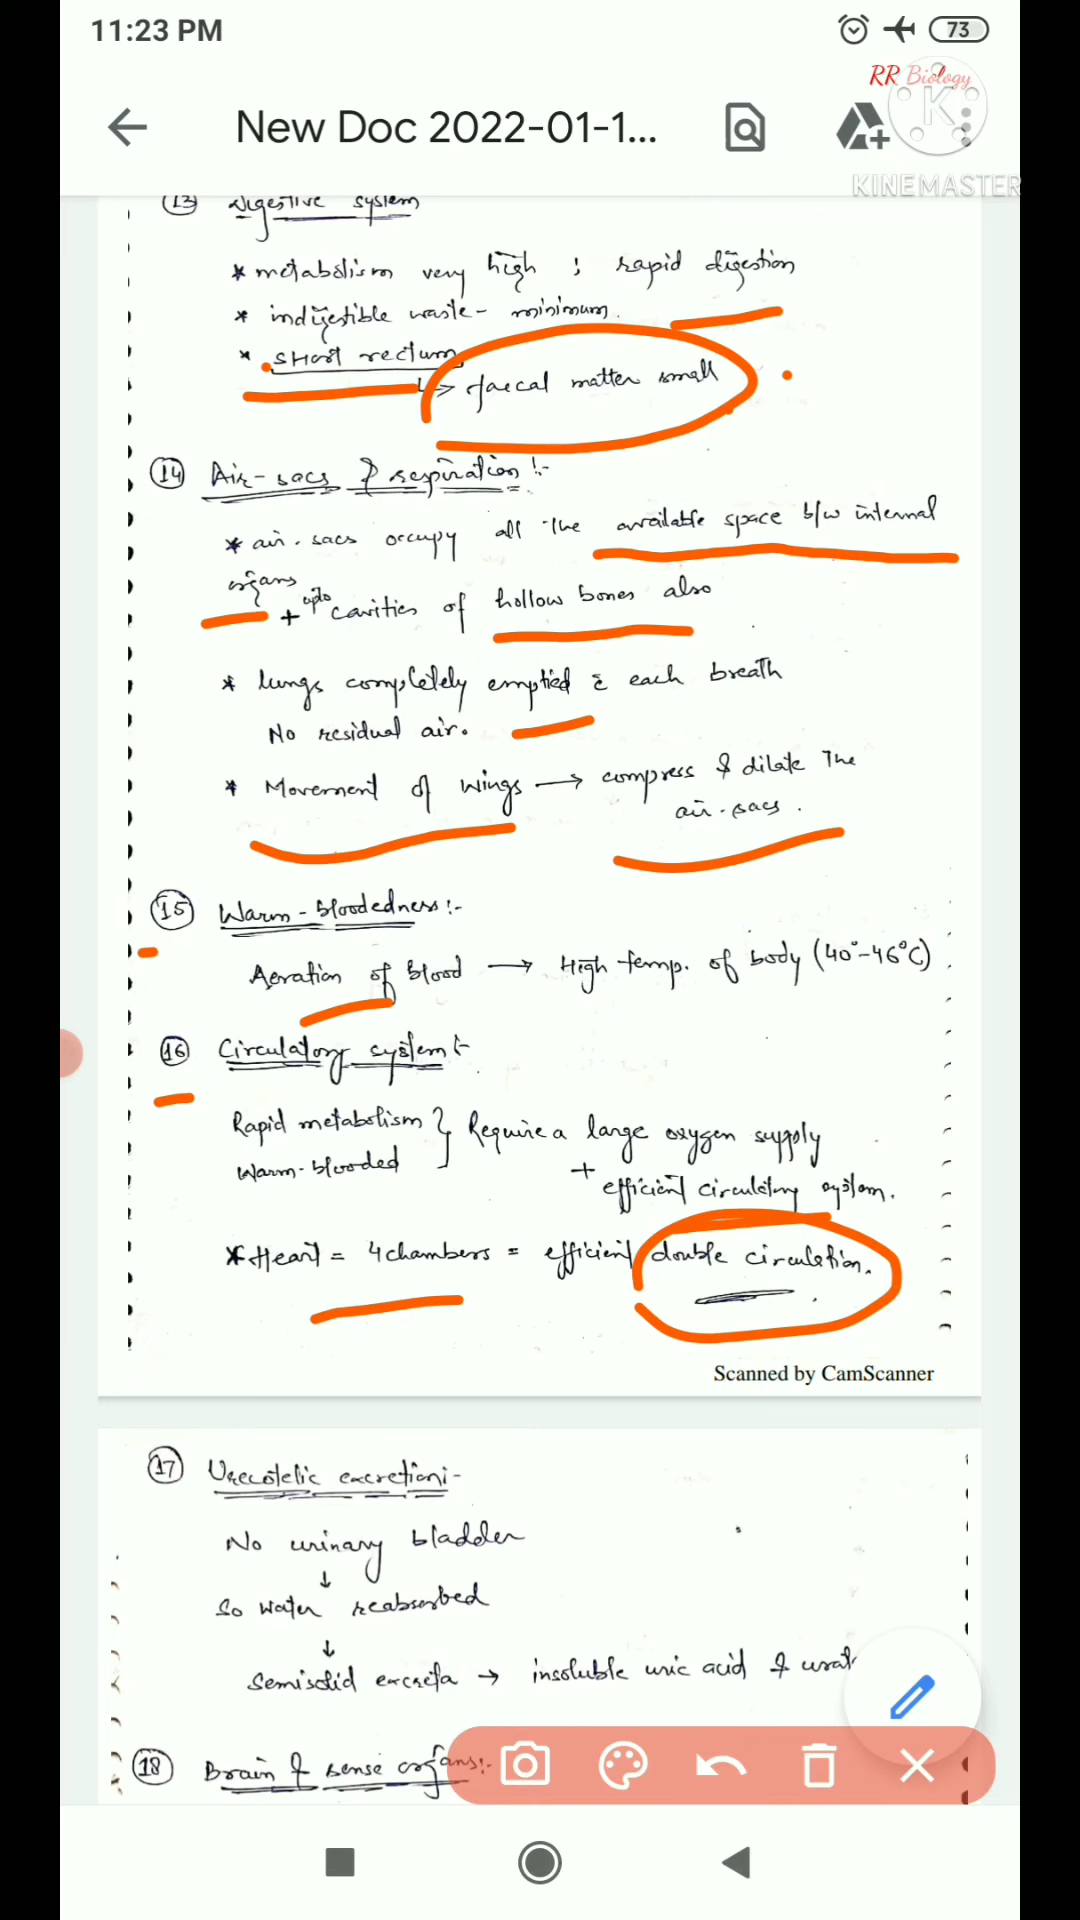 11:23 PM
73
RR Biology
New Doc 2022-01-1...
K
KINEMASTER
13 Digestive system
* metabolism very high ; rapid digestion
* indigestible waste - minimum.
* short rectum
↳ faecal matter small
14 Air-sacs & respiration :-
* air-sacs occupy all the available space b/w internal
organs + upto cavities of hollow bones also
* lungs completely emptied c̄ each breath
No residual air.
* Movement of wings → compress & dilate the
air-sacs.
15 Warm-bloodedness :-
Aeration of blood → High temp. of body (40°-46°C)
16 Circulatory system :-
Rapid metabolism } Require a large oxygen supply
Warm-blooded
+ efficient circulatory system.
* Heart = 4 chambers = efficient double circulation.
Scanned by CamScanner
17 Urecotelic excretion :-
No urinary bladder
↓
So water reabsorbed
↓
Semisolid excreta → insoluble uric acid & urat
18 Brain & sense organs :-